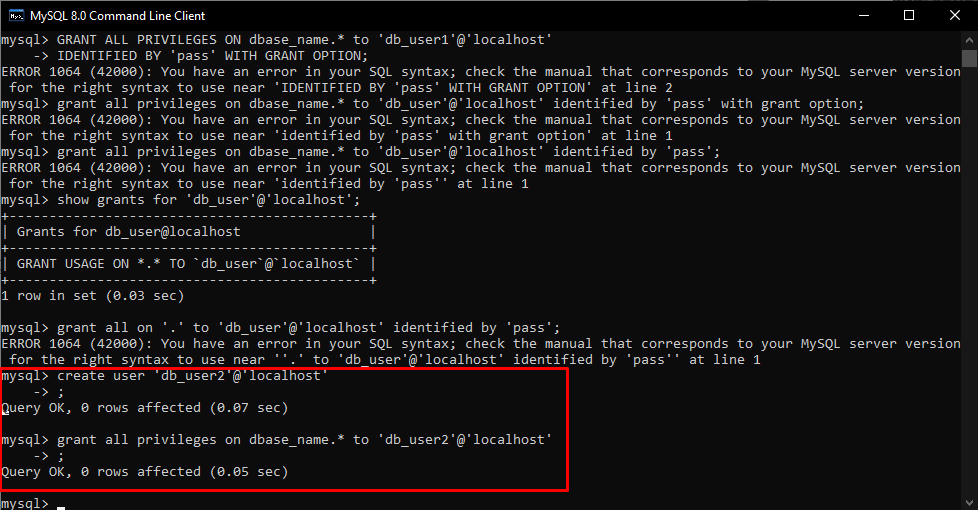 MySQL 8.0 Command Line Client
mysql> GRANT ALL PRIVILEGES ON dbase_name.* to 'db_user1'@'localhost'
    -> IDENTIFIED BY 'pass' WITH GRANT OPTION;
ERROR 1064 (42000): You have an error in your SQL syntax; check the manual that corresponds to your MySQL server version
 for the right syntax to use near 'IDENTIFIED BY 'pass' WITH GRANT OPTION' at line 2
mysql> grant all privileges on dbase_name.* to 'db_user'@'localhost' identified by 'pass' with grant option;
ERROR 1064 (42000): You have an error in your SQL syntax; check the manual that corresponds to your MySQL server version
 for the right syntax to use near 'identified by 'pass' with grant option' at line 1
mysql> grant all privileges on dbase_name.* to 'db_user'@'localhost' identified by 'pass';
ERROR 1064 (42000): You have an error in your SQL syntax; check the manual that corresponds to your MySQL server version
 for the right syntax to use near 'identified by 'pass'' at line 1
mysql> show grants for 'db_user'@'localhost';
+---------------------------------------------+
| Grants for db_user@localhost                |
+---------------------------------------------+
| GRANT USAGE ON *.* TO `db_user`@`localhost` |
+---------------------------------------------+
1 row in set (0.03 sec)
mysql> grant all on '.' to 'db_user'@'localhost' identified by 'pass';
ERROR 1064 (42000): You have an error in your SQL syntax; check the manual that corresponds to your MySQL server version
 for the right syntax to use near ''.' to 'db_user'@'localhost' identified by 'pass'' at line 1
mysql> create user 'db_user2'@'localhost'
    -> ;
Query OK, 0 rows affected (0.07 sec)
mysql> grant all privileges on dbase_name.* to 'db_user2'@'localhost'
    -> ;
Query OK, 0 rows affected (0.05 sec)
mysql>